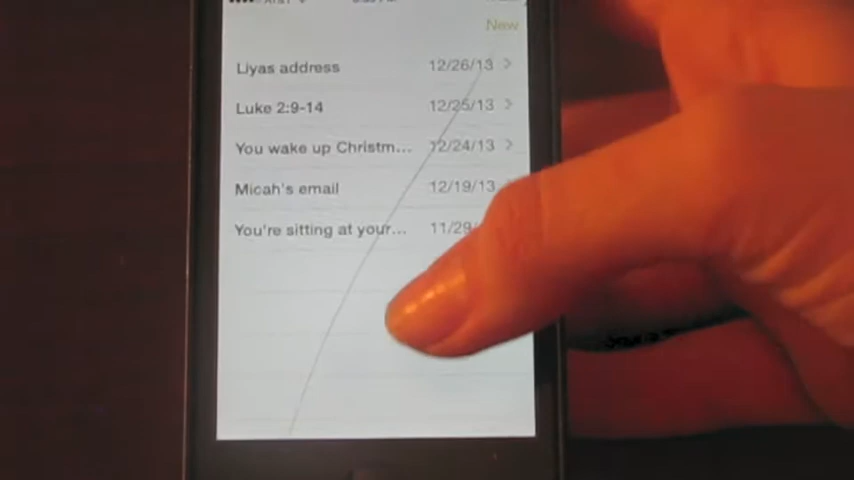 New
Liyas address 12/26/13
Luke 2:9-14 12/25/13
You wake up Christm... 12/24/13
Micah's email 12/19/13
You're sitting at your... 11/29